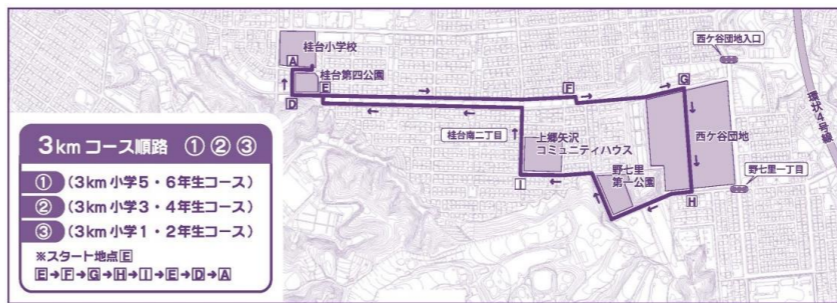 桂台小学校
A
桂台第四公園
D
E
F
G
西ケ谷団地入口
環状4号線
3km コース順路 ① ② ③
① (3km 小学5・6年生コース)
② (3km 小学3・4年生コース)
③ (3km 小学1・2年生コース)
※スタート地点E
E→F→G→H→I→E→D→A
桂台南二丁目
上郷矢沢
コミュニティハウス
I
野七里
第一公園
西ケ谷団地
野七里一丁目
H